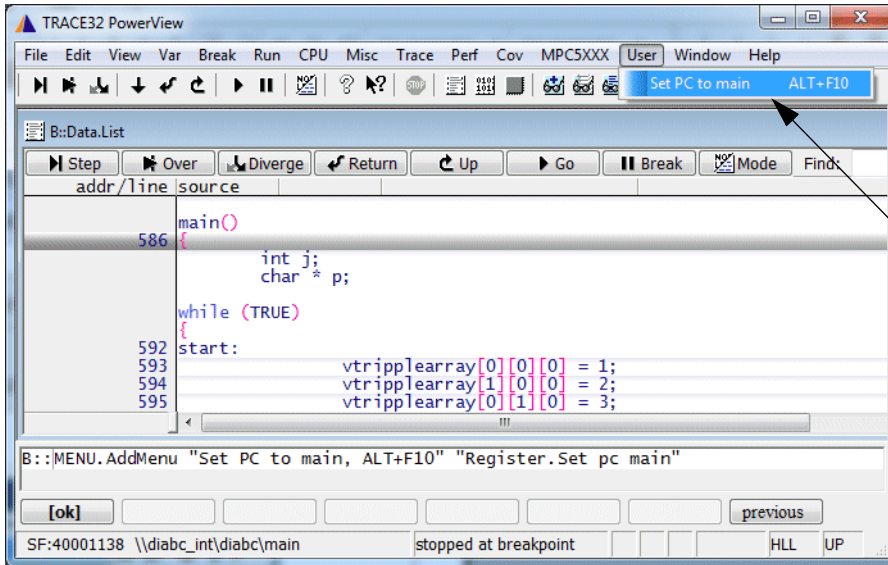 TRACE32 PowerView
File Edit View Var Break Run CPU Misc Trace Perf Cov MPC5XXX User Window Help
STOP
Set PC to main ALT+F10
B::Data.List
Step Over Diverge Return Up Go Break Mode Find:
addr/line source
main()
586 {
int j;
char * p;
while (TRUE)
{
592 start:
593 vtripplearray[0][0][0] = 1;
594 vtripplearray[1][0][0] = 2;
595 vtripplearray[0][1][0] = 3;
B::MENU.AddMenu "Set PC to main, ALT+F10" "Register.Set pc main"
[ok] previous
SF:40001138 \\diabc_int\diabc\main stopped at breakpoint HLL UP